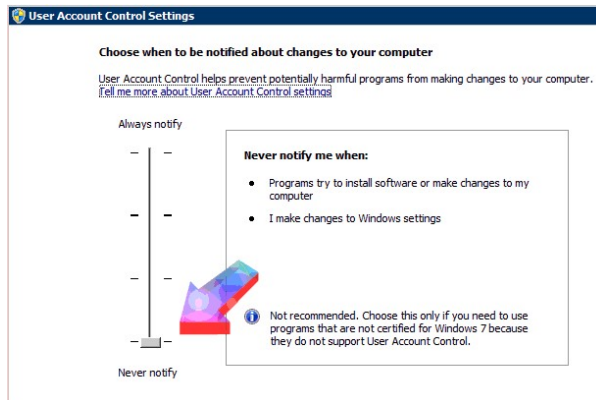 User Account Control Settings
Choose when to be notified about changes to your computer
User Account Control helps prevent potentially harmful programs from making changes to your computer.
Tell me more about User Account Control settings
Always notify
Never notify me when:
• Programs try to install software or make changes to my
computer
• I make changes to Windows settings
Not recommended. Choose this only if you need to use
programs that are not certified for Windows 7 because
they do not support User Account Control.
Never notify